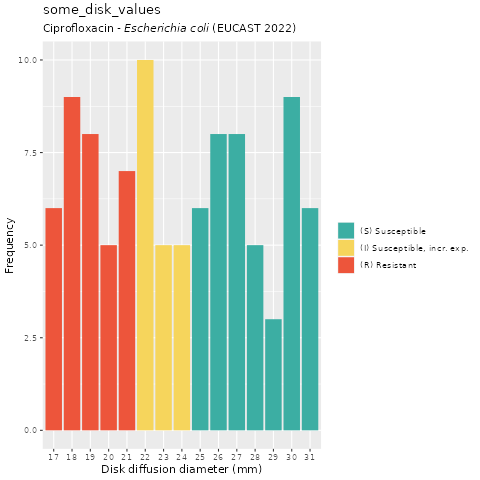 some_disk_values
Ciprofloxacin - Escherichia coli (EUCAST 2022)
10.0
7.5
5.0
2.5
0.0
Frequency
17 18 19 20 21 22 23 24 25 26 27 28 29 30 31
Disk diffusion diameter (mm)
(S) Susceptible
(I) Susceptible, incr. exp.
(R) Resistant